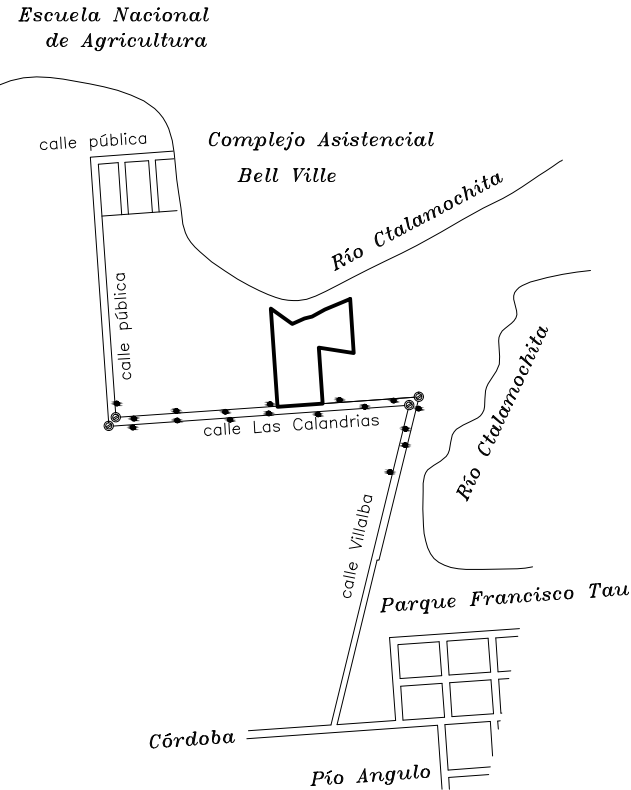 Escuela Nacional
de Agricultura
calle pública
Complejo Asistencial
Bell Ville
Río Ctalamochita
calle pública
Río Ctalamochita
calle Las Calandrias
calle Villalba
Parque Francisco Tau
Córdoba
Pío Angulo